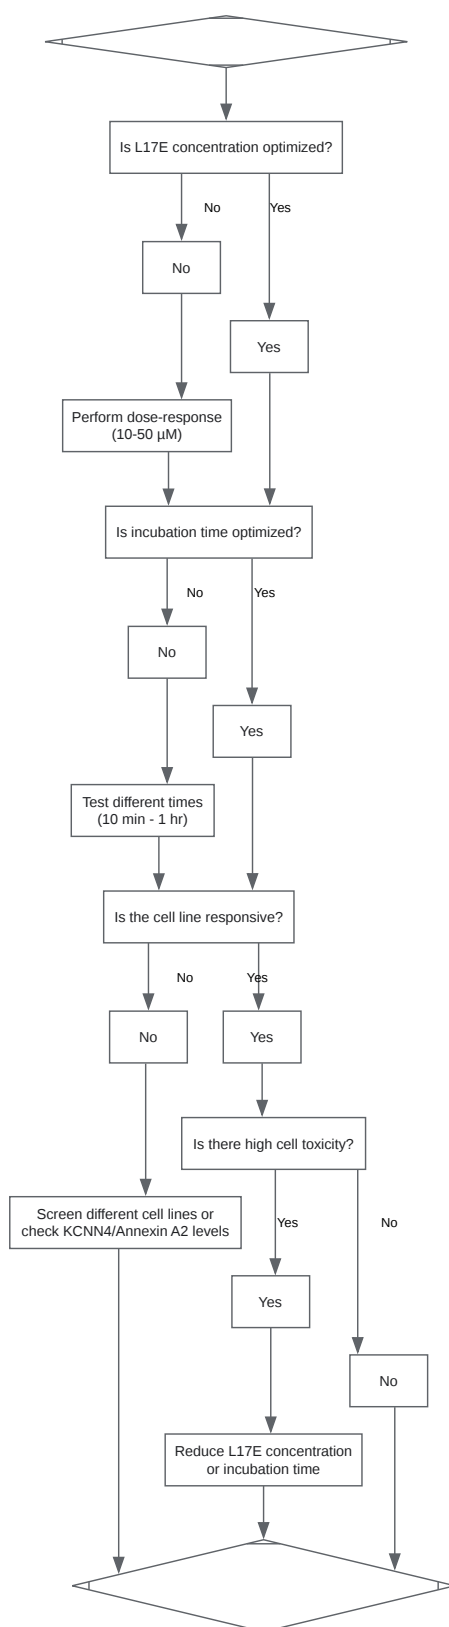 Is L17E concentration optimized?
No
Yes
No
Yes
Perform dose-response
(10-50 µM)
Is incubation time optimized?
No
Yes
No
Yes
Test different times
(10 min - 1 hr)
Is the cell line responsive?
No
Yes
No
Yes
Is there high cell toxicity?
Screen different cell lines or
check KCNN4/Annexin A2 levels
Yes
No
Yes
No
Reduce L17E concentration
or incubation time